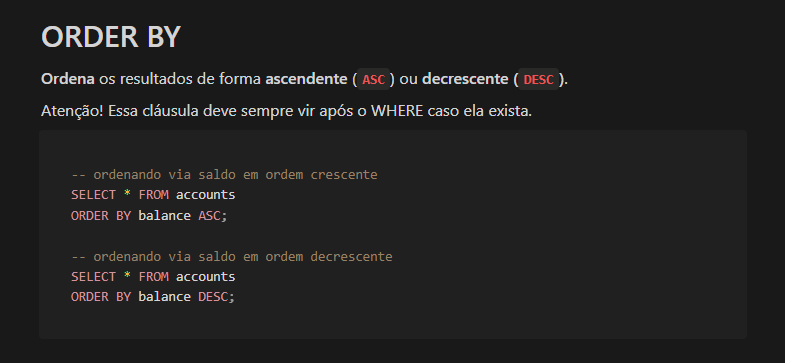 ORDER BY
Ordena os resultados de forma ascendente (ASC) ou decrescente (DESC).
Atenção! Essa cláusula deve sempre vir após o WHERE caso ela exista.
-- ordenando via saldo em ordem crescente
SELECT * FROM accounts
ORDER BY balance ASC;
-- ordenando via saldo em ordem decrescente
SELECT * FROM accounts
ORDER BY balance DESC;